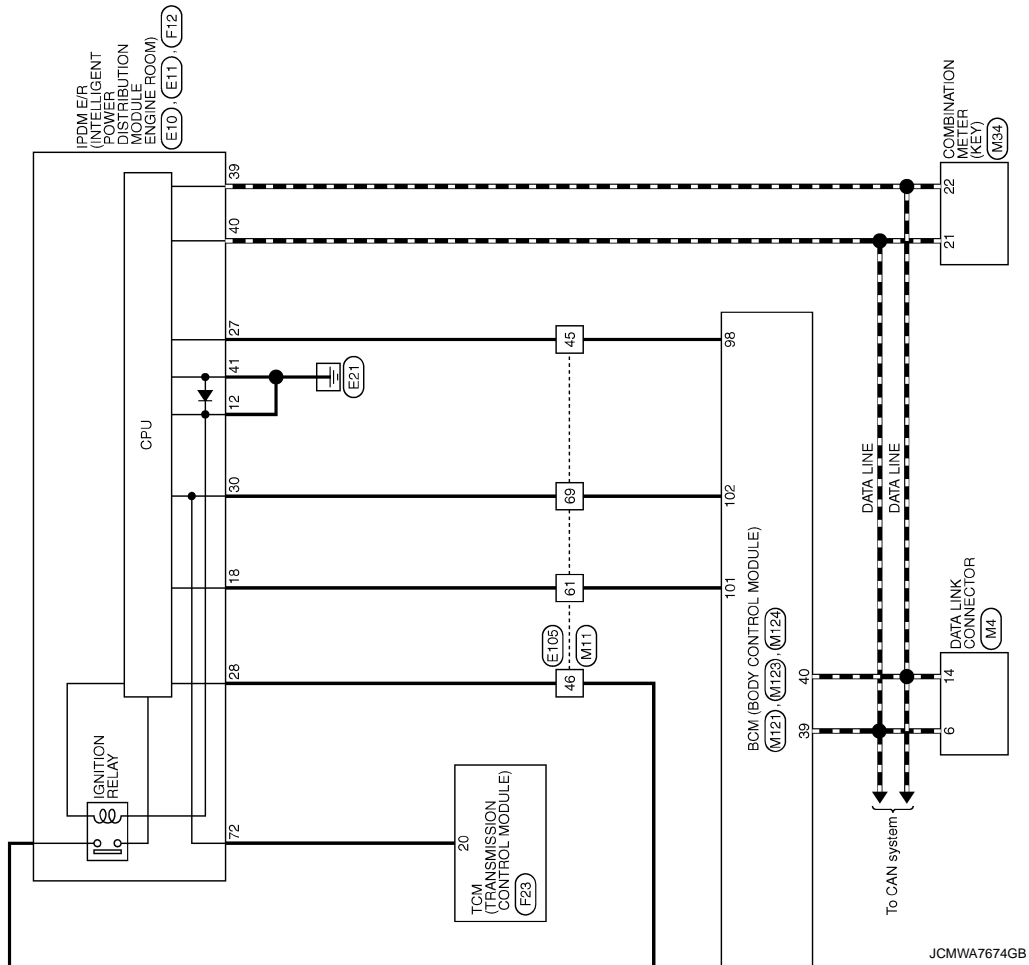 IPDM E/R
(INTELLIGENT
POWER
DISTRIBUTION
MODULE
ENGINE ROOM)
E10 , E11 , F12
CPU
IGNITION
RELAY
39
40
27
41
12
30
18
28
72
E21
45
69
61
46
E105
M11
20
TCM
(TRANSMISSION
CONTROL MODULE)
F23
98
102
101
BCM (BODY CONTROL MODULE)
M121 , M123 , M124
40
39
DATA LINE
DATA LINE
To CAN system
COMBINATION
METER
(KEY)
M34
22
21
DATA LINK
CONNECTOR
M4
14
6
JCMWA7674GB